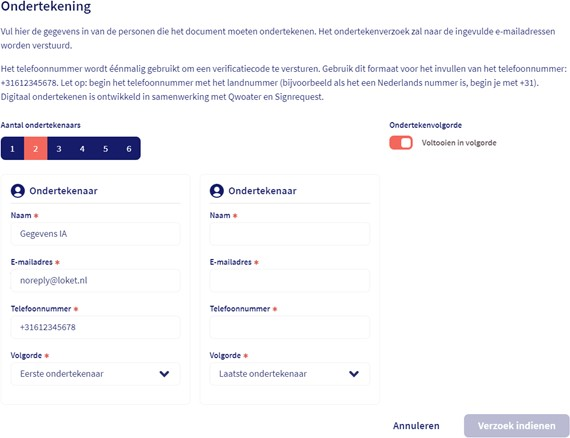 Ondertekening
Vul hier de gegevens in van de personen die het document moeten ondertekenen. Het ondertekenverzoek zal naar de ingevulde e-mailadressen
worden verstuurd.
Het telefoonnummer wordt éénmalig gebruikt om een verificatiecode te versturen. Gebruik dit formaat voor het invullen van het telefoonnummer:
+31612345678. Let op: begin het telefoonnummer met het landnummer (bijvoorbeeld als het een Nederlands nummer is, begin je met +31).
Digitaal ondertekenen is ontwikkeld in samenwerking met Qwoater en Signrequest.
Aantal ondertekenaars
1 2 3 4 5 6
Ondertekenvolgorde
Voltooien in volgorde
Ondertekenaar
Naam *
Gegevens IA
E-mailadres *
noreply@loket.nl
Telefoonnummer *
+31612345678
Volgorde *
Eerste ondertekenaar
Ondertekenaar
Naam *
E-mailadres *
Telefoonnummer *
Volgorde *
Laatste ondertekenaar
Annuleren
Verzoek indienen